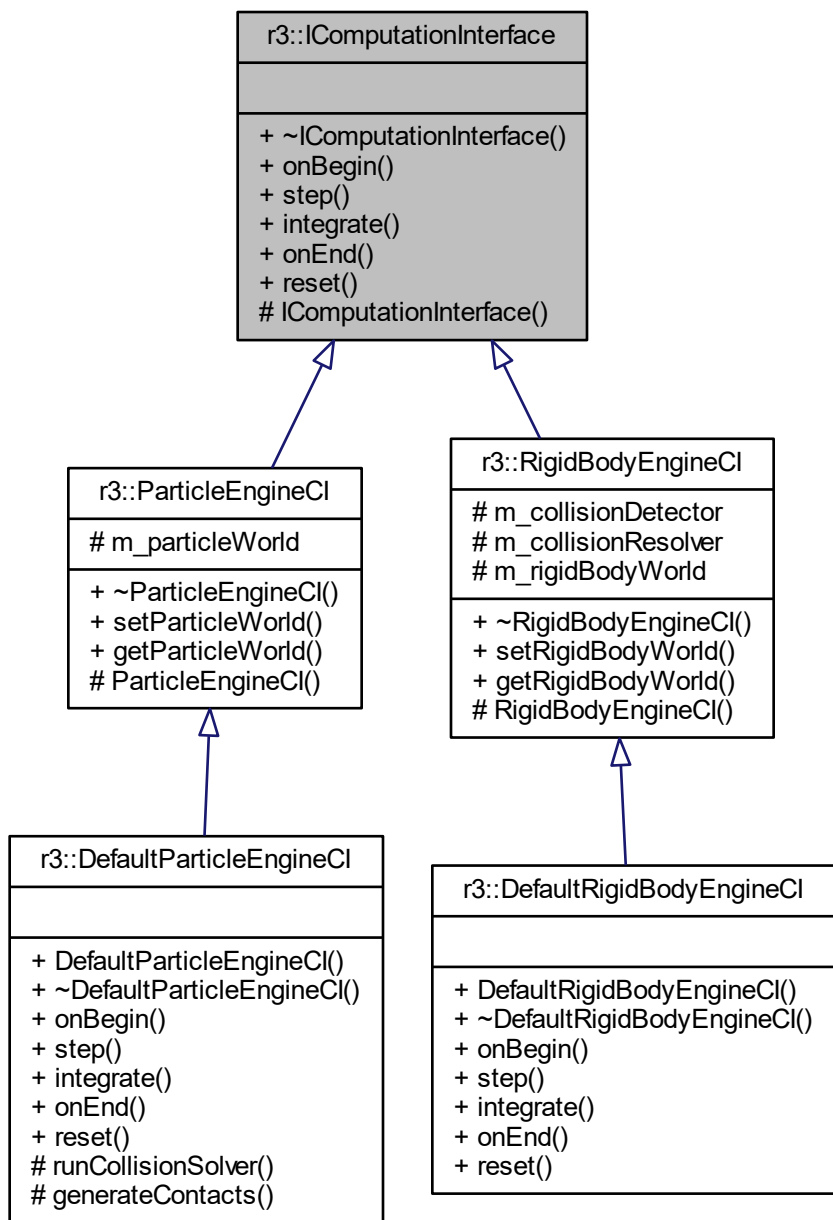 r3::IComputationInterface
+ ~IComputationInterface()
+ onBegin()
+ step()
+ integrate()
+ onEnd()
+ reset()
# IComputationInterface()
r3::ParticleEngineCI
# m_particleWorld
+ ~ParticleEngineCI()
+ setParticleWorld()
+ getParticleWorld()
# ParticleEngineCI()
r3::RigidBodyEngineCI
# m_collisionDetector
# m_collisionResolver
# m_rigidBodyWorld
+ ~RigidBodyEngineCI()
+ setRigidBodyWorld()
+ getRigidBodyWorld()
# RigidBodyEngineCI()
r3::DefaultParticleEngineCI
+ DefaultParticleEngineCI()
+ ~DefaultParticleEngineCI()
+ onBegin()
+ step()
+ integrate()
+ onEnd()
+ reset()
# runCollisionSolver()
# generateContacts()
r3::DefaultRigidBodyEngineCI
+ DefaultRigidBodyEngineCI()
+ ~DefaultRigidBodyEngineCI()
+ onBegin()
+ step()
+ integrate()
+ onEnd()
+ reset()